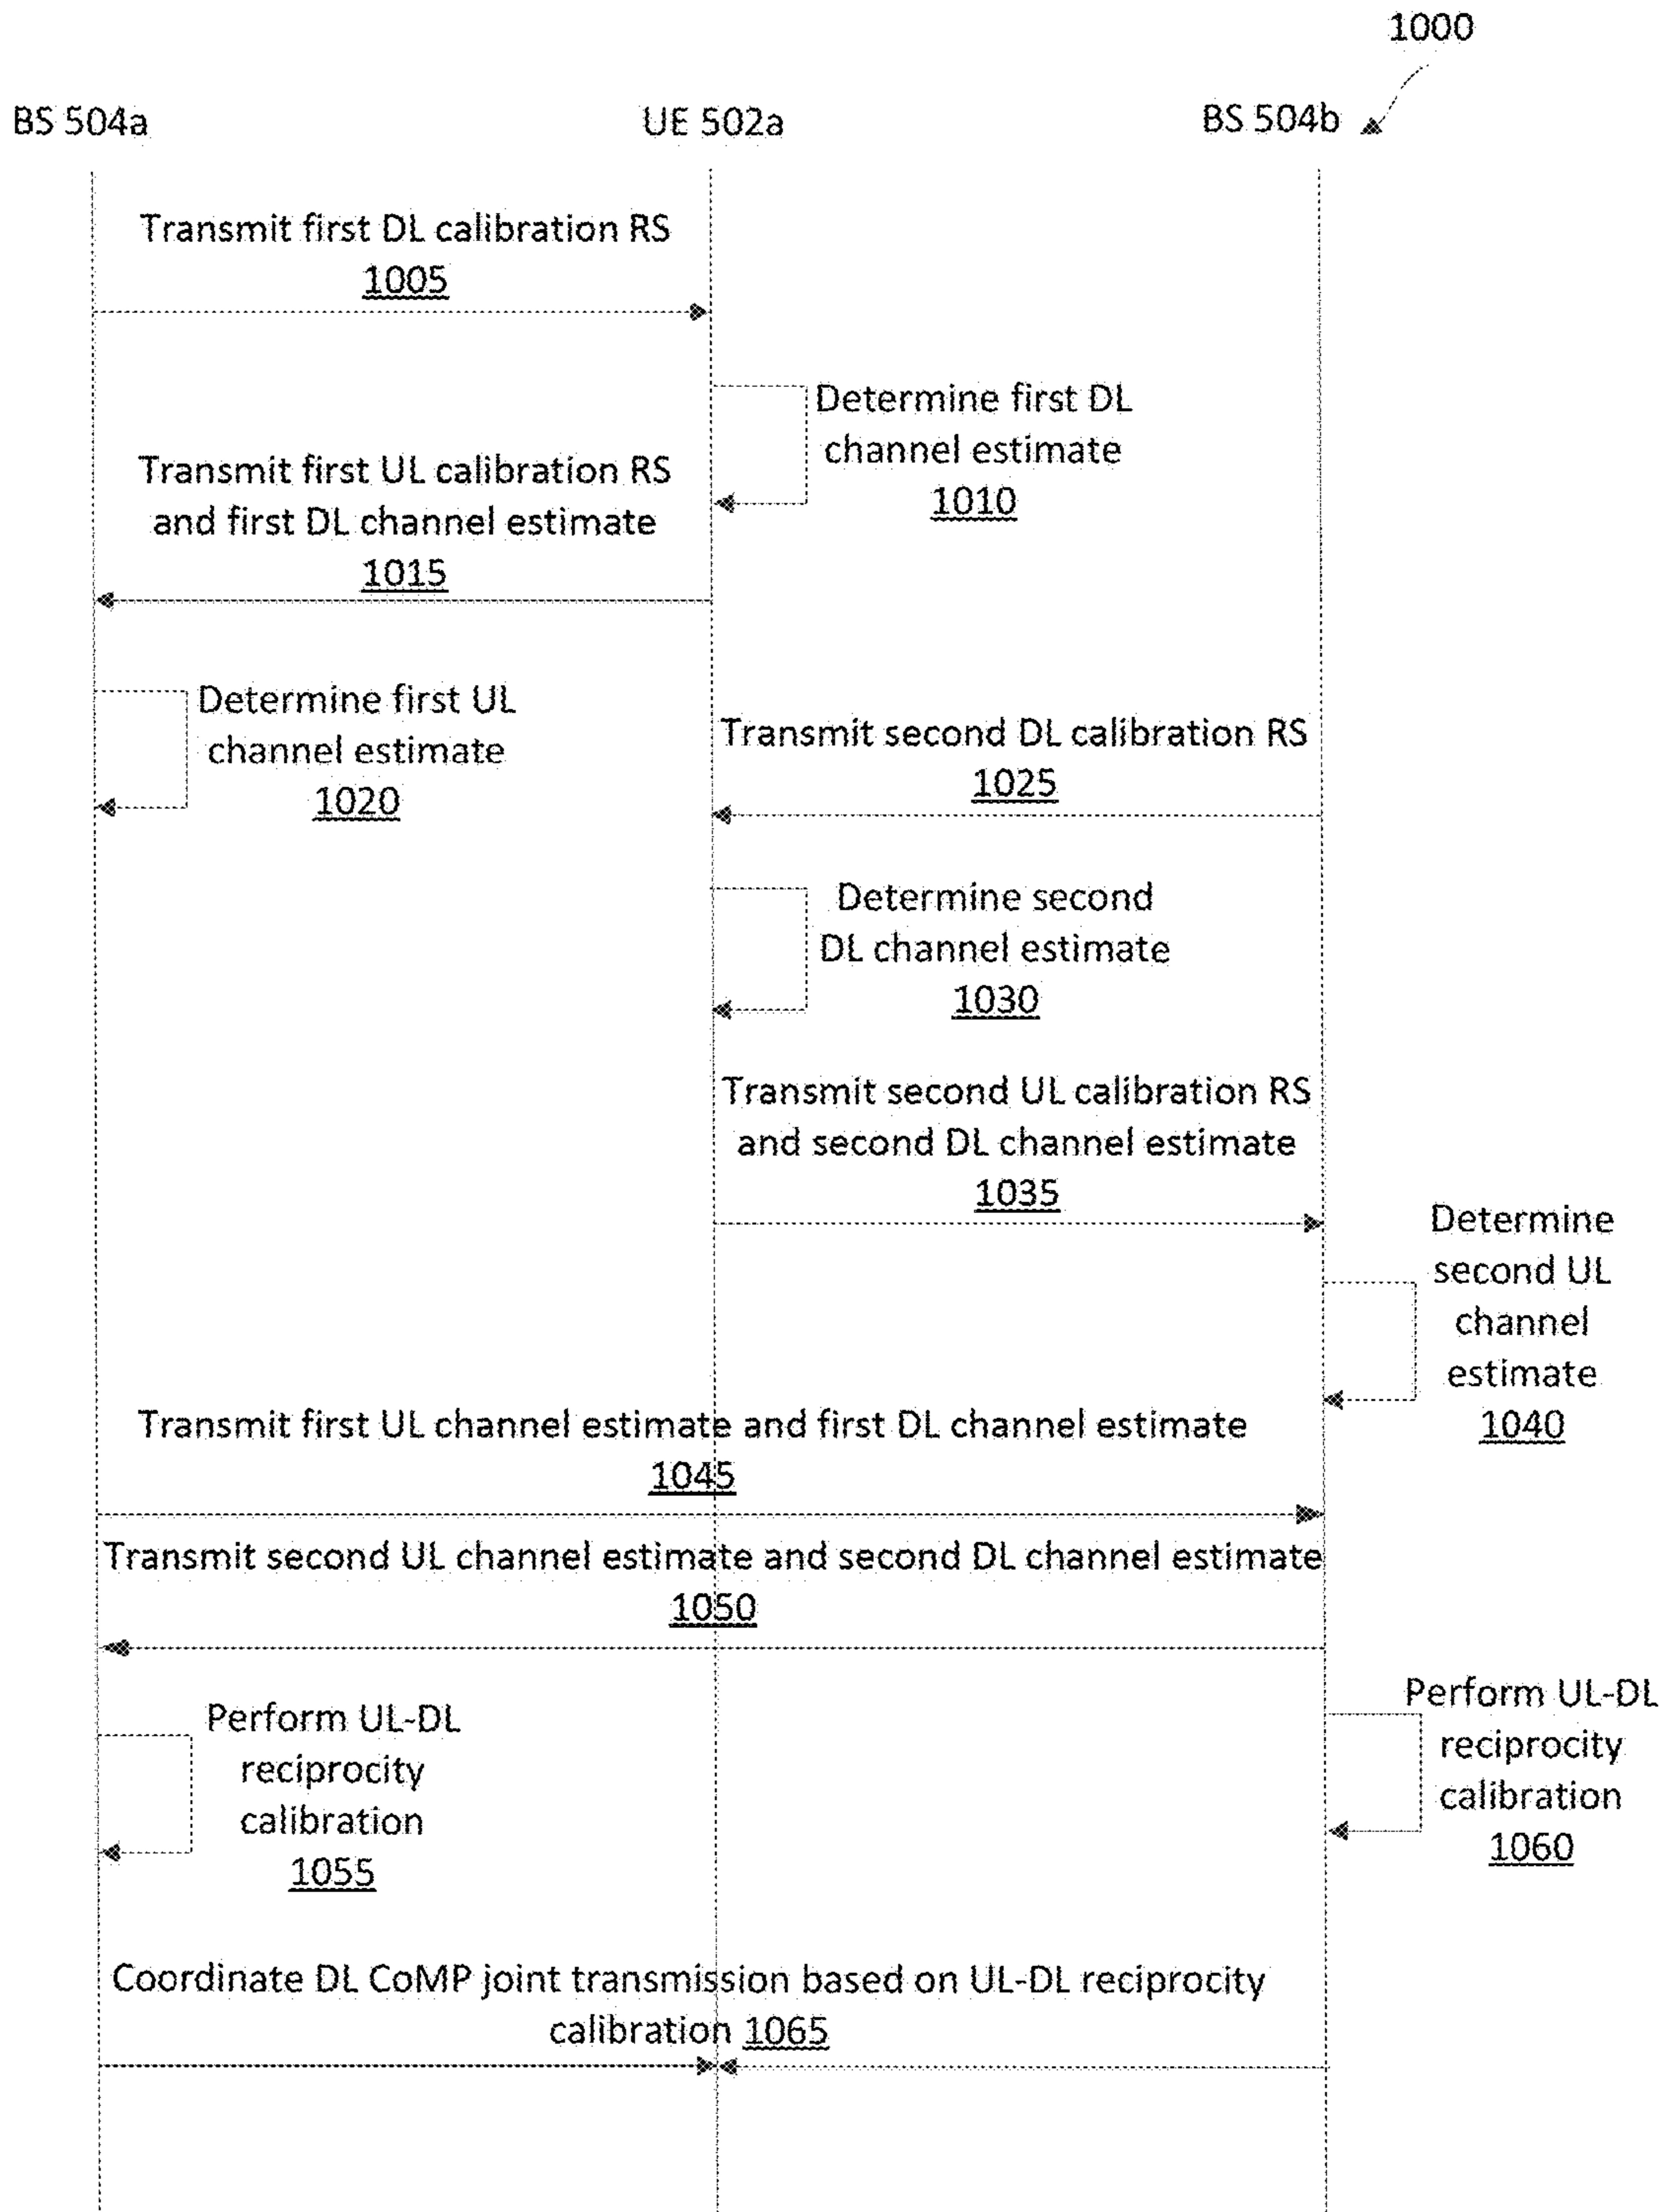 1000
BS 504a
UE 502a
BS 504b
Transmit first DL calibration RS
1005
Determine first DL
channel estimate
1010
Transmit first UL calibration RS
and first DL channel estimate
1015
Determine first UL
channel estimate
1020
Transmit second DL calibration RS
1025
Determine second
DL channel estimate
1030
Transmit second UL calibration RS
and second DL channel estimate
1035
Determine
second UL
channel
estimate
1040
Transmit first UL channel estimate and first DL channel estimate
1045
Transmit second UL channel estimate and second DL channel estimate
1050
Perform UL-DL
reciprocity
calibration
1055
Perform UL-DL
reciprocity
calibration
1060
Coordinate DL CoMP joint transmission based on UL-DL reciprocity
calibration 1065